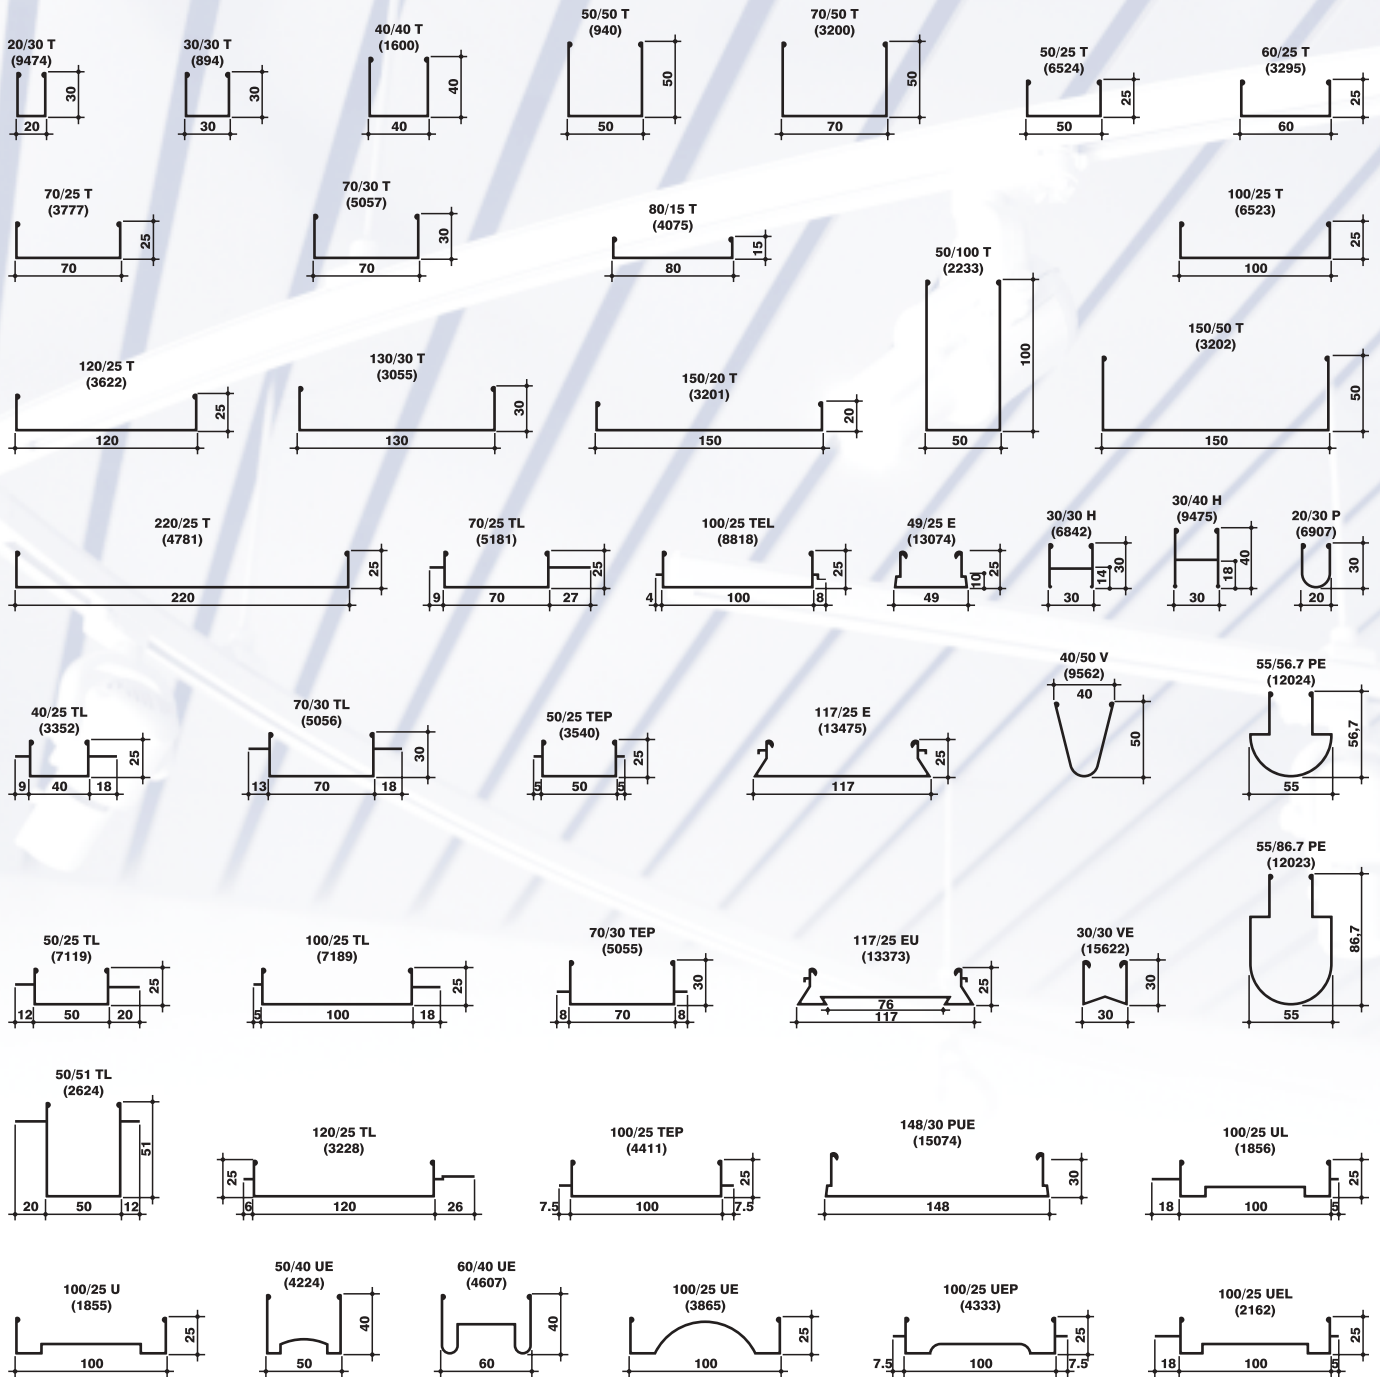 20/30 T
(9474)
30
20
30/30 T
(894)
30
30
40/40 T
(1600)
40
40
50/50 T
(940)
50
50
70/50 T
(3200)
50
70
50/25 T
(6524)
25
50
60/25 T
(3295)
25
60
70/25 T
(3777)
25
70
70/30 T
(5057)
30
70
80/15 T
(4075)
15
80
50/100 T
(2233)
100
50
100/25 T
(6523)
25
100
120/25 T
(3622)
25
120
130/30 T
(3055)
30
130
150/20 T
(3201)
20
150
150/50 T
(3202)
50
150
220/25 T
(4781)
25
220
70/25 TL
(5181)
25
9 70 27
100/25 TEL
(8818)
25
4 100 8
49/25 E
(13074)
25
10
49
30/30 H
(6842)
30
14
30
30/40 H
(9475)
40
18
30
20/30 P
(6907)
30
20
40/25 TL
(3352)
25
9 40 18
70/30 TL
(5056)
30
13 70 18
50/25 TEP
(3540)
25
5 50 5
117/25 E
(13475)
25
117
40/50 V
(9562)
40
50
55/56.7 PE
(12024)
56,7
55
50/25 TL
(7119)
25
12 50 20
100/25 TL
(7189)
25
5 100 18
70/30 TEP
(5055)
30
8 70 8
117/25 EU
(13373)
25
76
117
30/30 VE
(15622)
30
30
55/86.7 PE
(12023)
86,7
55
50/51 TL
(2624)
51
20 50 12
120/25 TL
(3228)
25
6 120 26
100/25 TEP
(4411)
25
7.5 100 7.5
148/30 PUE
(15074)
30
148
100/25 UL
(1856)
25
18 100 5
100/25 U
(1855)
25
100
50/40 UE
(4224)
40
50
60/40 UE
(4607)
40
60
100/25 UE
(3865)
25
100
100/25 UEP
(4333)
25
7.5 100 7.5
100/25 UEL
(2162)
25
18 100 5